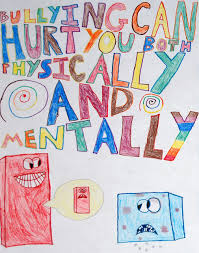 BULLYING CAN
HURT YOU BOTH
PHYSICALLY
AND
MENTALLY